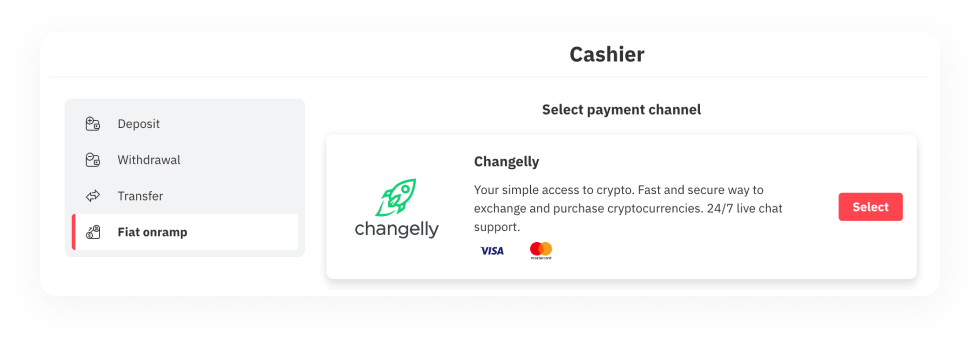 Cashier
Deposit
Withdrawal
Transfer
Fiat onramp
Select payment channel
changelly
Changelly
Your simple access to crypto. Fast and secure way to
exchange and purchase cryptocurrencies. 24/7 live chat
support.
VISA
mastercard
Select